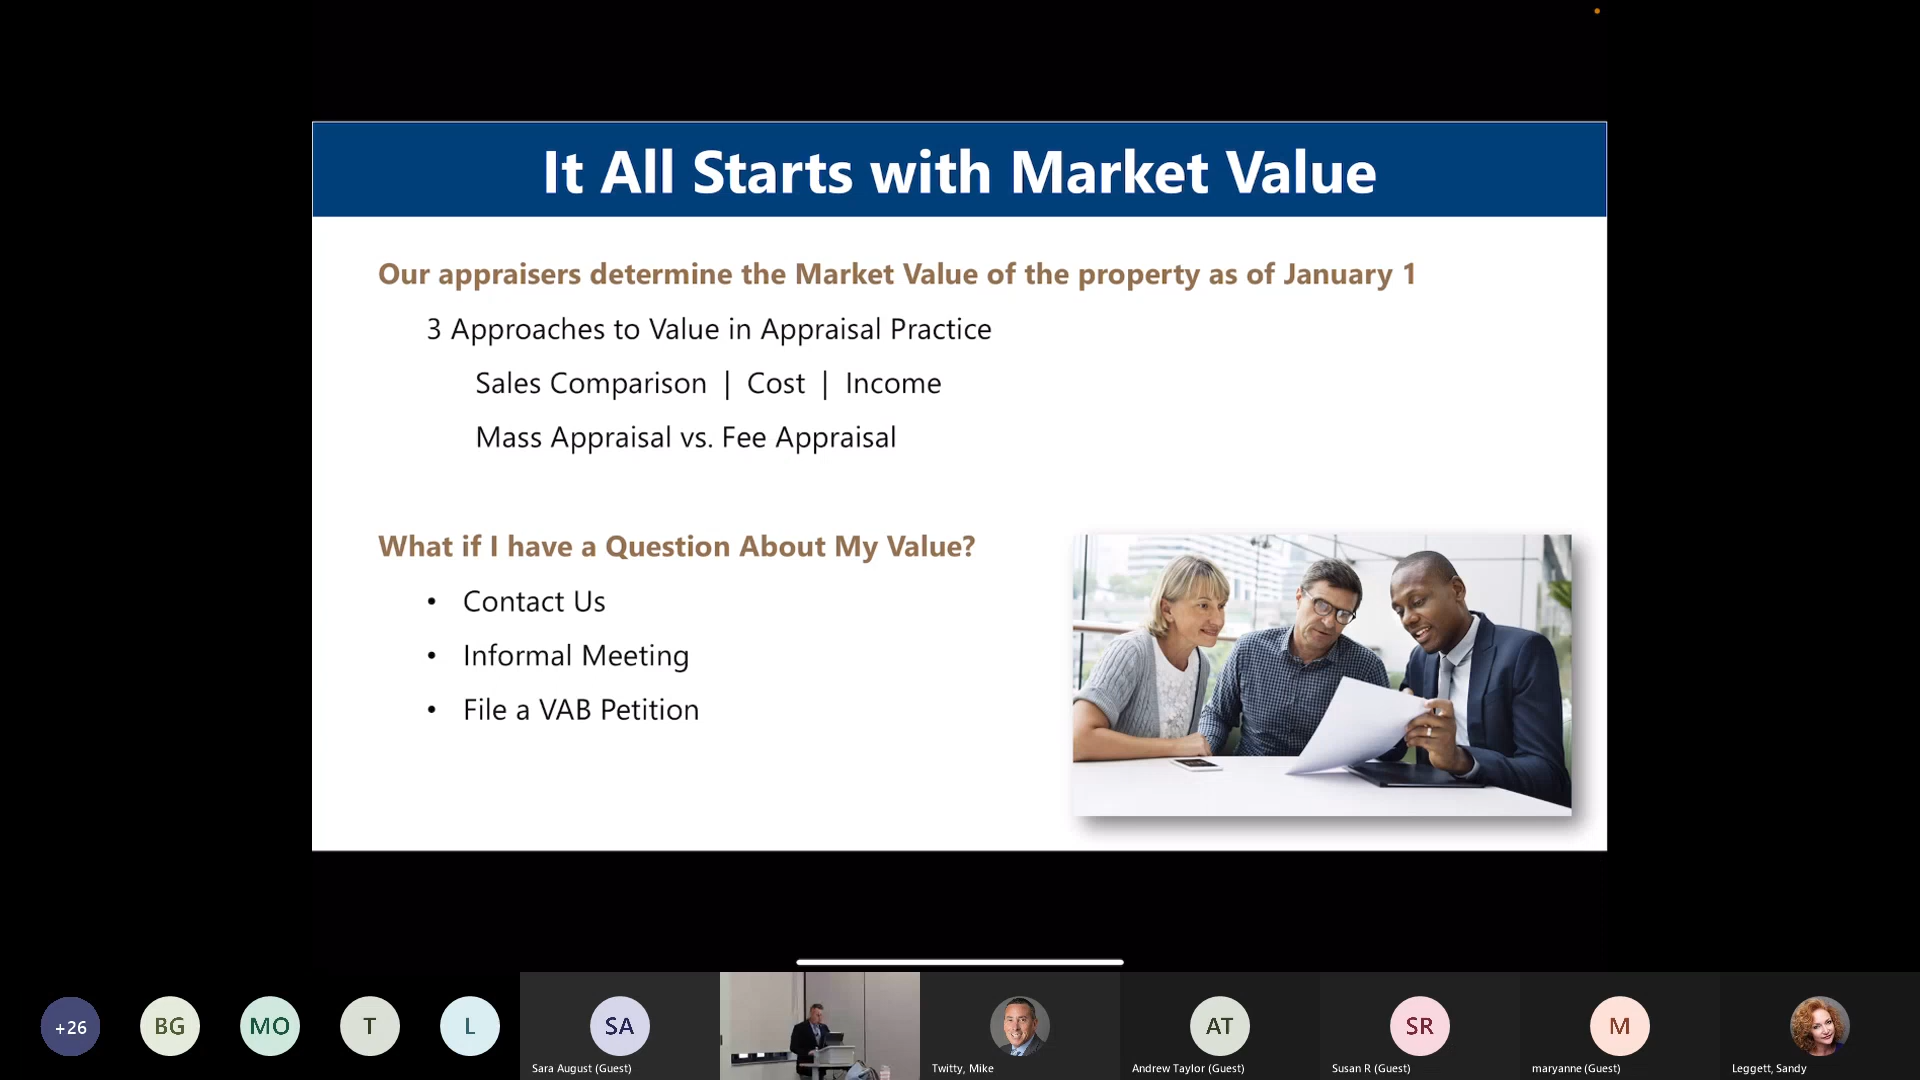 It All Starts with Market Value
Our appraisers determine the Market Value of the property as of January 1
3 Approaches to Value in Appraisal Practice
Sales Comparison | Cost | Income
Mass Appraisal vs. Fee Appraisal
What if I have a Question About My Value?
• Contact Us
• Informal Meeting
• File a VAB Petition
+26
BG
MO
T
L
SA
AT
SR
M
Sara August (Guest)
Twitty, Mike
Andrew Taylor (Guest)
Susan R (Guest)
maryanne (Guest)
Leggett, Sandy